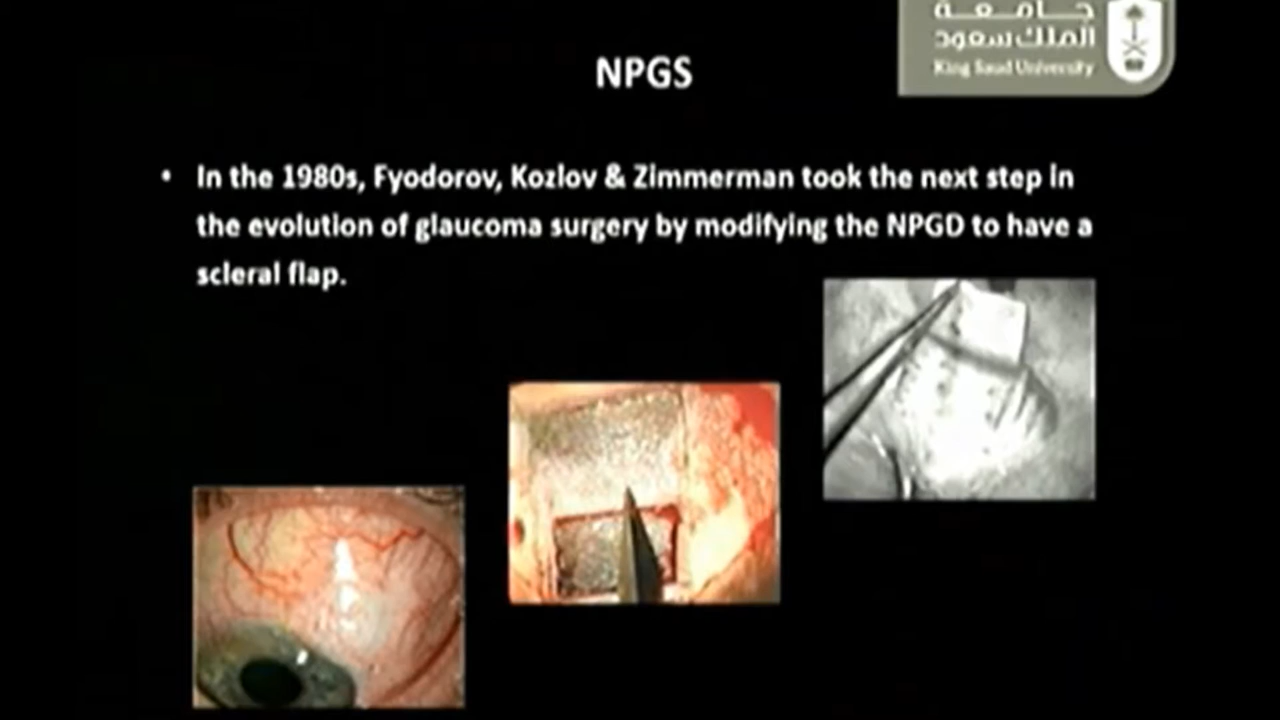 جامعة
الملك سعود
King Saud University
NPGS
• In the 1980s, Fyodorov, Kozlov & Zimmerman took the next step in
the evolution of glaucoma surgery by modifying the NPGD to have a
scleral flap.